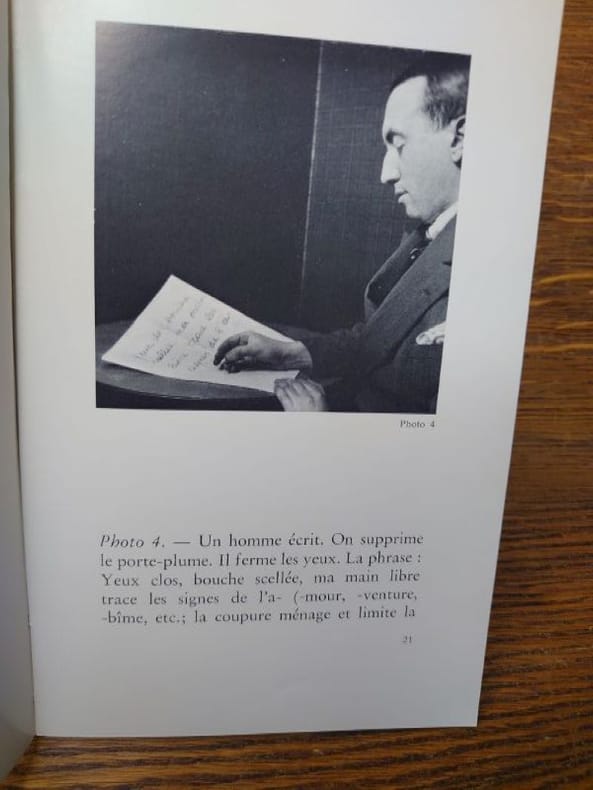 Photo 4
Photo 4. — Un homme écrit. On supprime
le porte-plume. Il ferme les yeux. La phrase :
Yeux clos, bouche scellée, ma main libre
trace les signes de l'a- (-mour, -venture,
-bîme, etc.; la coupure ménage et limite la
21